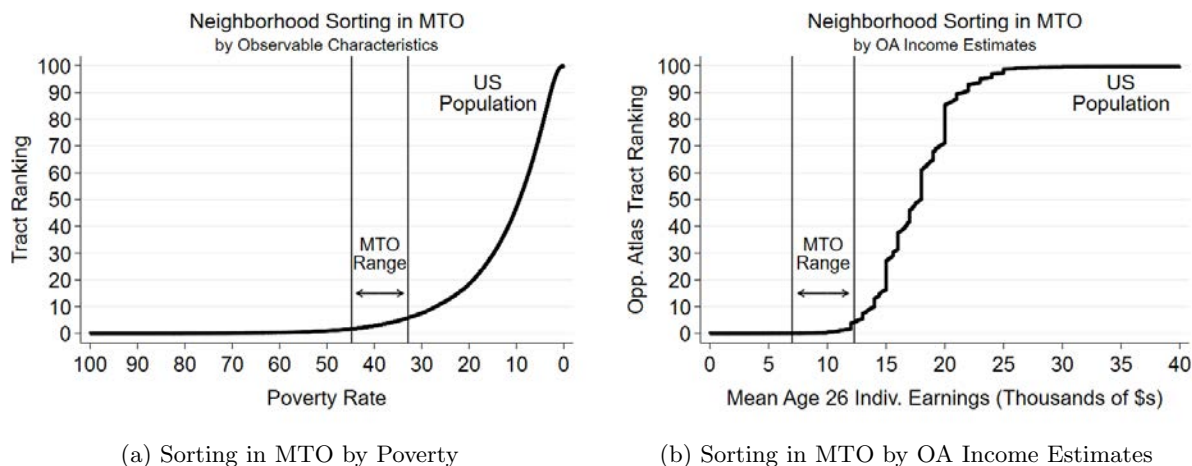 Neighborhood Sorting in MTO
by Observable Characteristics
100
90
80
70
60
50
40
30
20
10
0
Tract Ranking
US
Population
MTO
Range
100 90 80 70 60 50 40 30 20 10 0
Poverty Rate
(a) Sorting in MTO by Poverty
Neighborhood Sorting in MTO
by OA Income Estimates
100
90
80
70
60
50
40
30
20
10
0
Opp. Atlas Tract Ranking
US
Population
MTO
Range
0 5 10 15 20 25 30 35 40
Mean Age 26 Indiv. Earnings (Thousands of $s)
(b) Sorting in MTO by OA Income Estimates